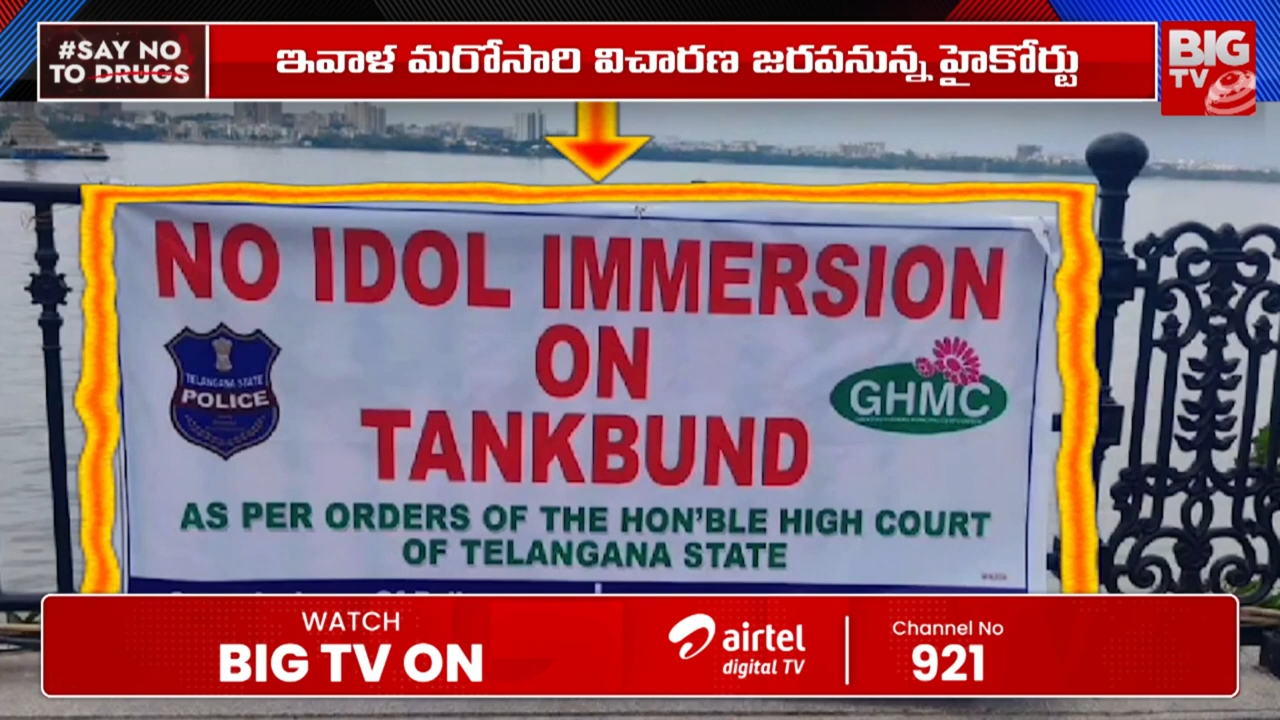 #SAY NO
TO DRUGS
ఇవాళ మరోసారి విచారణ జరపనున్న హైకోర్టు
BIG
TV
NO IDOL IMMERSION
ON
TANKBUND
TELANGANA STATE
POLICE
GHMC
AS PER ORDERS OF THE HON'BLE HIGH COURT
OF TELANGANA STATE
WATCH
BIG TV ON
airtel
digital TV
Channel No
921